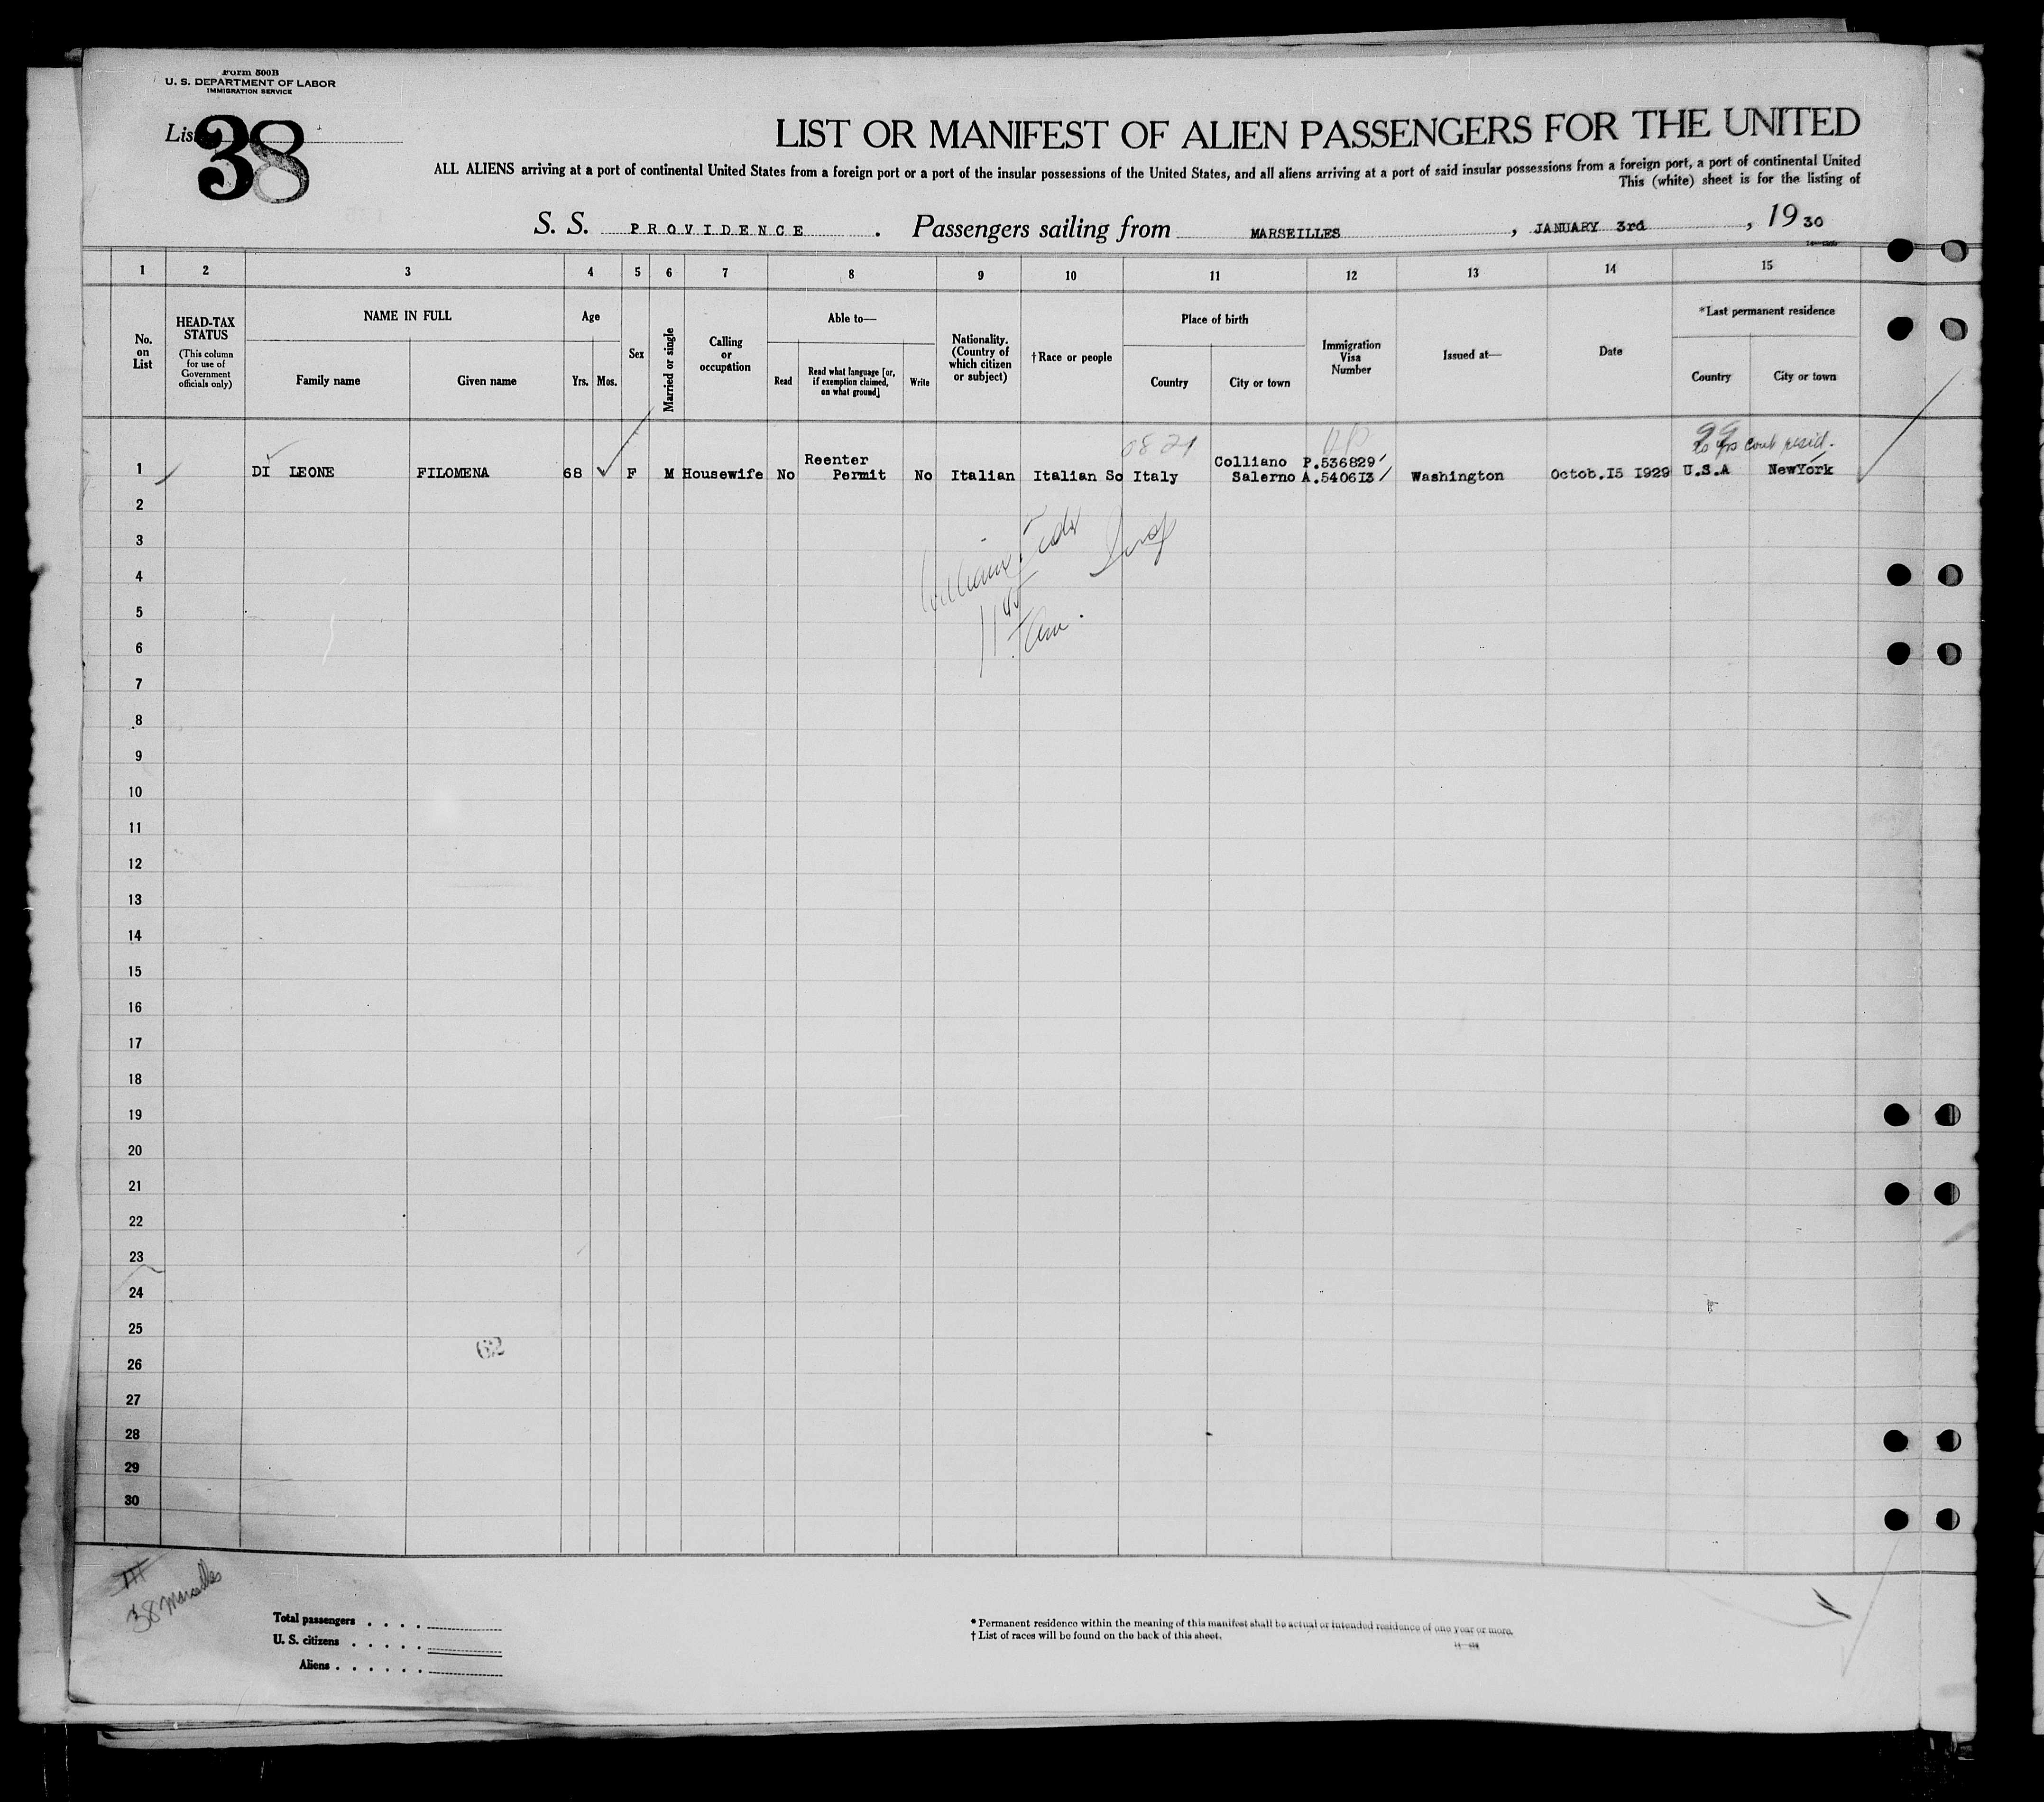 Form 500B
U. S. DEPARTMENT OF LABOR
IMMIGRATION SERVICE
List 38
LIST OR MANIFEST OF ALIEN PASSENGERS FOR THE UNITED
ALL ALIENS arriving at a port of continental United States from a foreign port or a port of the insular possessions of the United States, and all aliens arriving at a port of said insular possessions from a foreign port, a port of continental United
This (white) sheet is for the listing of
S. S. PROVIDENCE . Passengers sailing from MARSEILLES , JANUARY 3rd , 19 30
1 2 3 4 5 6 7 8 9 10 11 12 13 14 15
No. on List
HEAD-TAX STATUS
(This column for use of Government officials only)
NAME IN FULL
Family name
Given name
Age
Yrs.
Mos.
Sex
Married or single
Calling or occupation
Able to—
Read
Read what language [or, if exemption claimed, on what ground]
Write
Nationality. (Country of which citizen or subject)
†Race or people
Place of birth
Country
City or town
Immigration Visa Number
Issued at—
Date
*Last permanent residence
Country
City or town
0821
99
yrs cont resid.
1 DI LEONE FILOMENA 68 F M Housewife No Reenter Permit No Italian Italian So Italy Colliano Salerno P.536829 A.540613 Washington Octob.15 1929 U.S.A NewYork
2
3
4
5
6
7
8
9
10
11
12
13
14
15
16
17
18
19
20
21
22
23
24
25
26
27
28
29
30
62
38 Marseilles
Total passengers
U. S. citizens
Aliens
* Permanent residence within the meaning of this manifest shall be actual or intended residence of one year or more.
† List of races will be found on the back of this sheet.